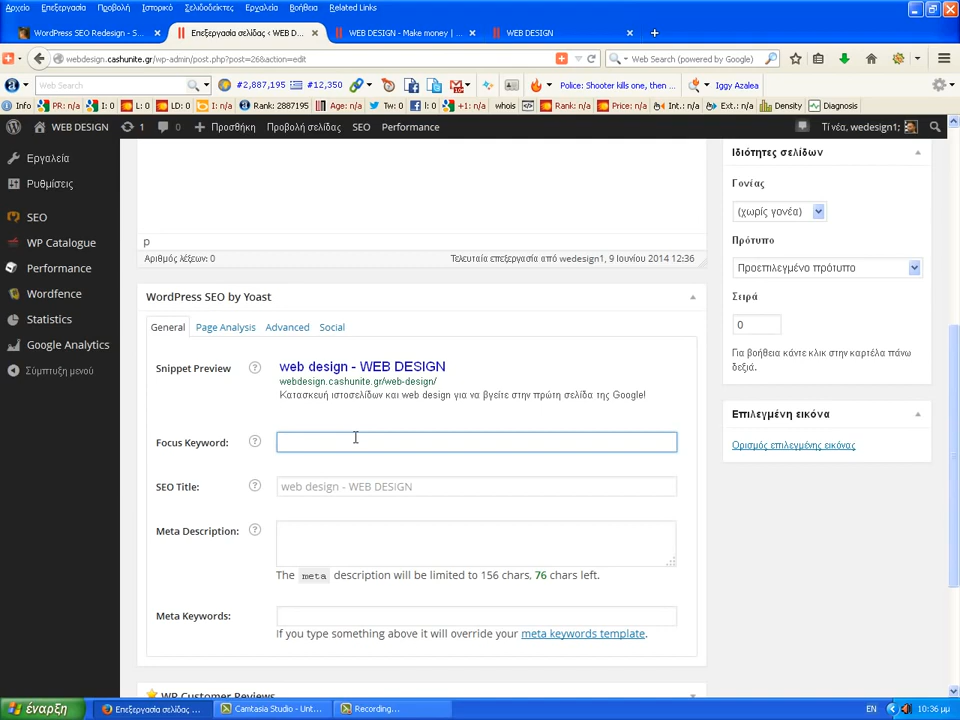 Αρχείο Επεξεργασία Προβολή Ιστορικό Σελιδοδείκτες Εργαλεία Βοήθεια Related Links
WordPress SEO Redesign - S...
Επεξεργασία σελίδας ‹ WEB D...
WEB DESIGN - Make money | ...
WEB DESIGN
webdesign.cashunite.gr/wp-admin/post.php?post=26&action=edit
Web Search (powered by Google)
Web Search
#2,887,195
#12,350
Police: Shooter kills one, then ...
Iggy Azalea
Info PR: n/a I: 0 L: 0 LD: 0 I: n/a Rank: 2887195 Age: n/a Tw: 0 l: 0 +1: n/a whois Rank: n/a Price: n/a Int.: n/a Ext.: n/a Density Diagnosis
WEB DESIGN 1 0 Προσθήκη Προβολή σελίδας SEO Performance
Τί νέα, wedesign1;
Εργαλεία
Ρυθμίσεις
SEO
WP Catalogue
Performance
Wordfence
Statistics
Google Analytics
Σύμπτυξη μενού
p
Αριθμός λέξεων: 0
Τελευταία επεξεργασία από wedesign1, 9 Ιουνίου 2014 12:36
WordPress SEO by Yoast
General Page Analysis Advanced Social
Snippet Preview
web design - WEB DESIGN
webdesign.cashunite.gr/web-design/
Κατασκευή ιστοσελίδων και web design για να βγείτε στην πρώτη σελίδα της Google!
Focus Keyword:
SEO Title:
web design - WEB DESIGN
Meta Description:
The meta description will be limited to 156 chars, 76 chars left.
Meta Keywords:
If you type something above it will override your meta keywords template.
WP Customer Reviews
Ιδιότητες σελίδων
Γονέας
(χωρίς γονέα)
Πρότυπο
Προεπιλεγμένο πρότυπο
Σειρά
0
Για βοήθεια κάντε κλικ στην καρτέλα πάνω
δεξιά.
Επιλεγμένη εικόνα
Ορισμός επιλεγμένης εικόνας
έναρξη
Επεξεργασία σελίδας ...
Camtasia Studio - Unt...
Recording...
EN
10:36 μμ